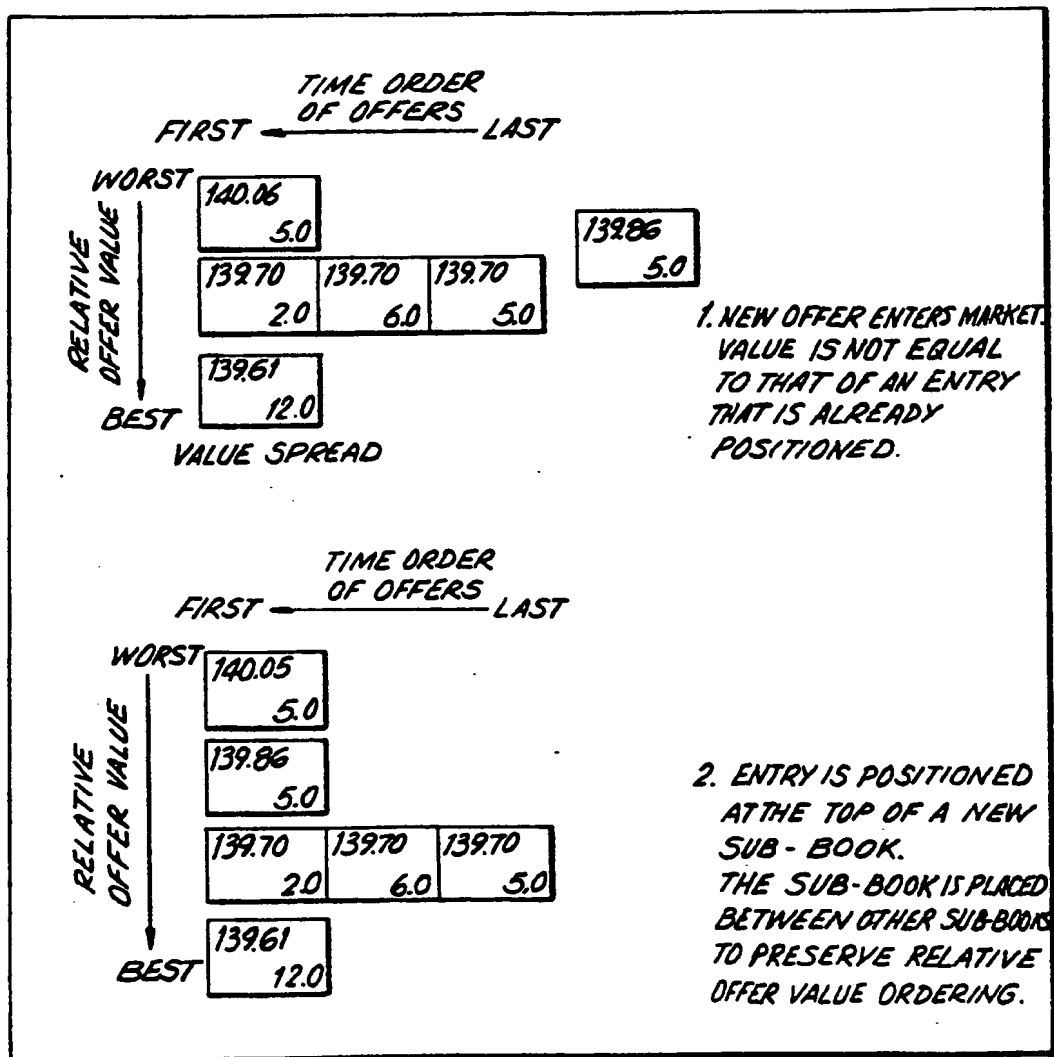 TIME ORDER
OF OFFERS
FIRST LAST
WORST
RELATIVE
OFFER VALUE
BEST
140.06
5.0
139.70 139.70 139.70
2.0 6.0 5.0
139.61
12.0
VALUE SPREAD
139.86
5.0
1. NEW OFFER ENTERS MARKET.
VALUE IS NOT EQUAL
TO THAT OF AN ENTRY
THAT IS ALREADY
POSITIONED.
TIME ORDER
OF OFFERS
FIRST LAST
WORST
RELATIVE
OFFER VALUE
BEST
140.05
5.0
139.86
5.0
139.70 139.70 139.70
2.0 6.0 5.0
139.61
12.0
2. ENTRY IS POSITIONED
AT THE TOP OF A NEW
SUB-BOOK.
THE SUB-BOOK IS PLACED
BETWEEN OTHER SUB-BOOKS
TO PRESERVE RELATIVE
OFFER VALUE ORDERING.